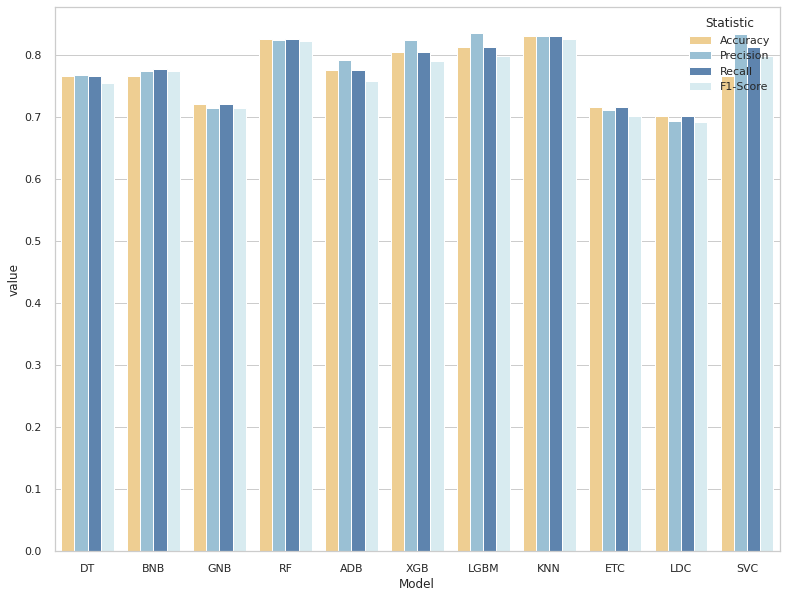 Statistic
Accuracy
Precision
Recall
F1-Score
0.8
0.7
0.6
0.5
0.4
0.3
0.2
0.1
0.0
value
DT BNB GNB RF ADB XGB LGBM KNN ETC LDC SVC
Model